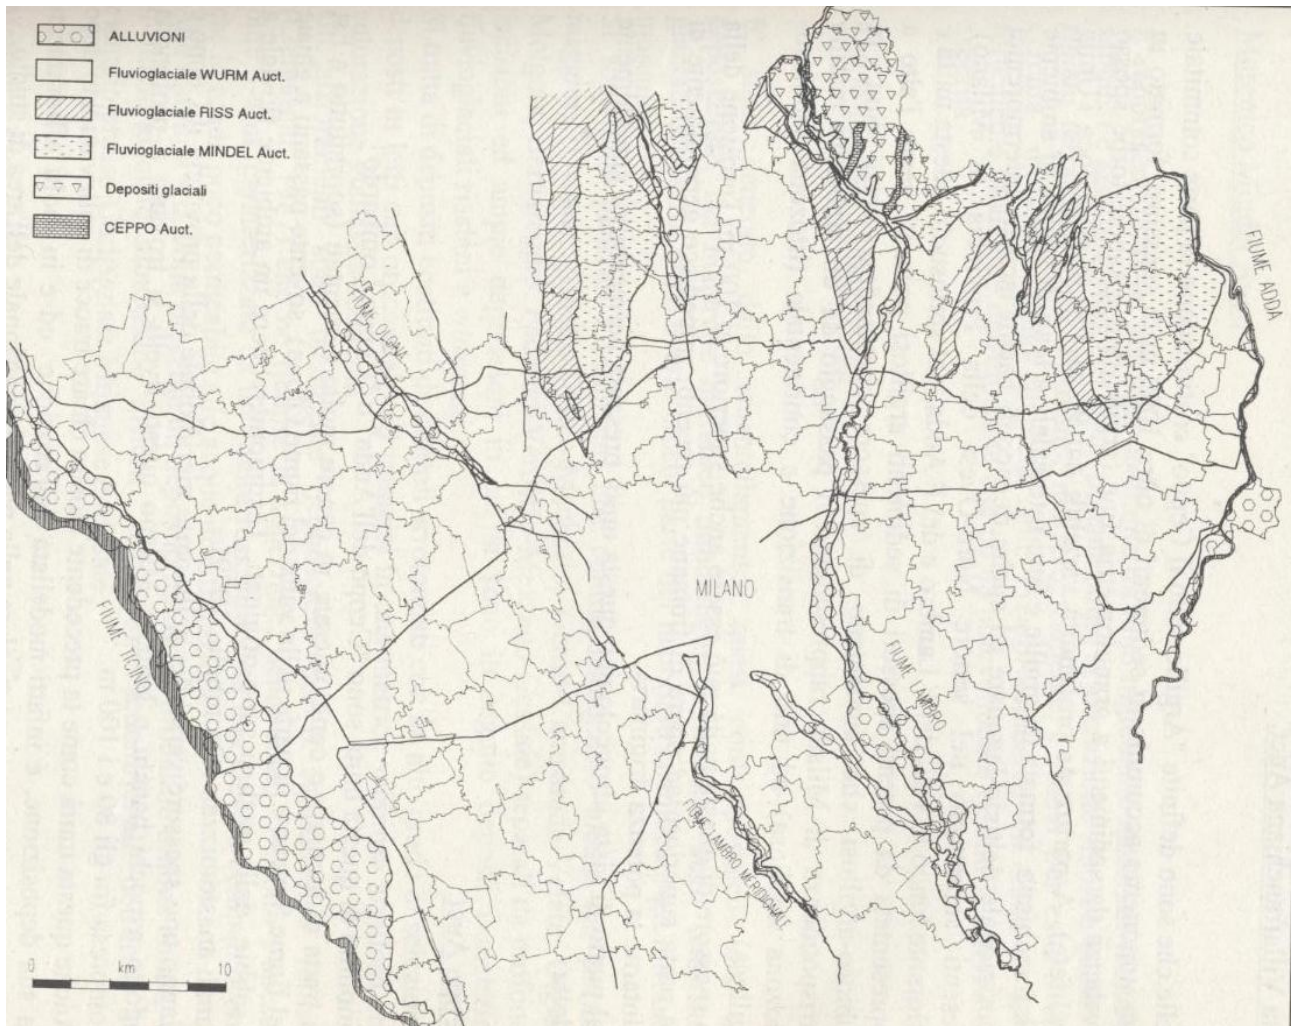 ALLUVIONI
Fluvioglaciale WURM Auct.
Fluvioglaciale RISS Auct.
Fluvioglaciale MINDEL Auct.
Depositi glaciali
CEPPO Auct.
FIUME ADDA
FIUME OLONA
MILANO
FIUME TICINO
FIUME LAMBRO
FIUME LAMBRO MERIDIONALE
0 km 10